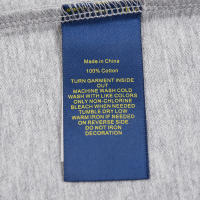 Made in China
100% Cotton
TURN GARMENT INSIDE
OUT
MACHINE WASH COLD
WASH WITH LIKE COLORS
ONLY NON-CHLORINE
BLEACH WHEN NEEDED
TUMBLE DRY LOW
WARM IRON IF NEEDED
ON REVERSE SIDE
DO NOT IRON
DECORATION